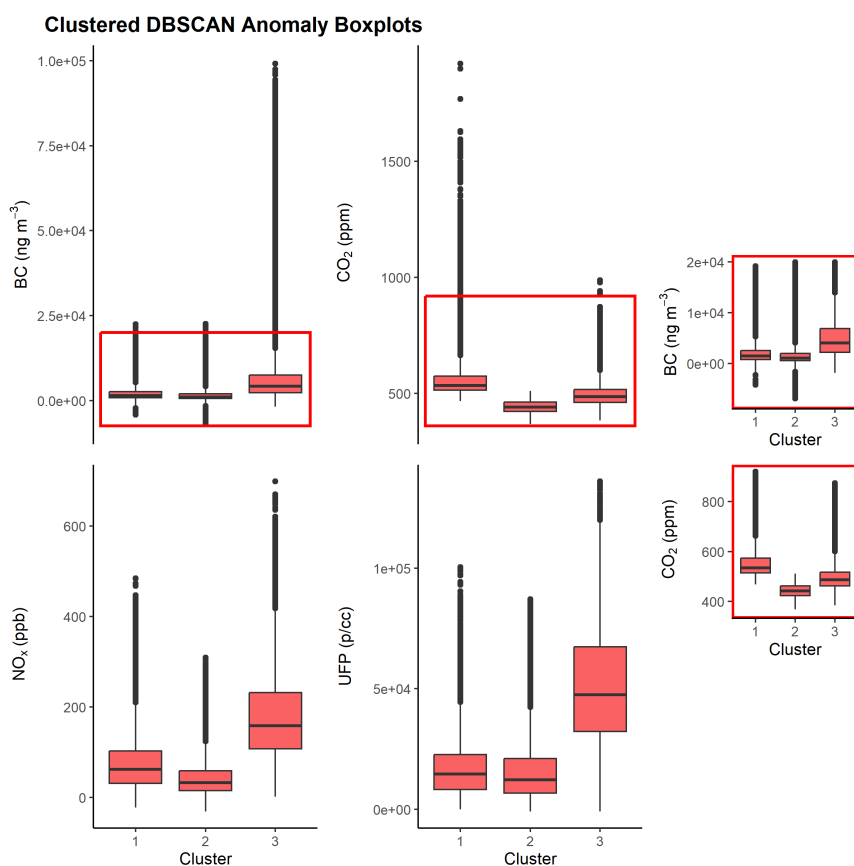 Clustered DBSCAN Anomaly Boxplots
BC (ng m⁻³)
1.0e+05
7.5e+04
5.0e+04
2.5e+04
0.0e+00
CO₂ (ppm)
1500
1000
500
BC (ng m⁻³)
2e+04
1e+04
0e+00
1 2 3
Cluster
NOₓ (ppb)
600
400
200
0
1 2 3
Cluster
UFP (p/cc)
1e+05
5e+04
0e+00
1 2 3
Cluster
CO₂ (ppm)
800
600
400
1 2 3
Cluster